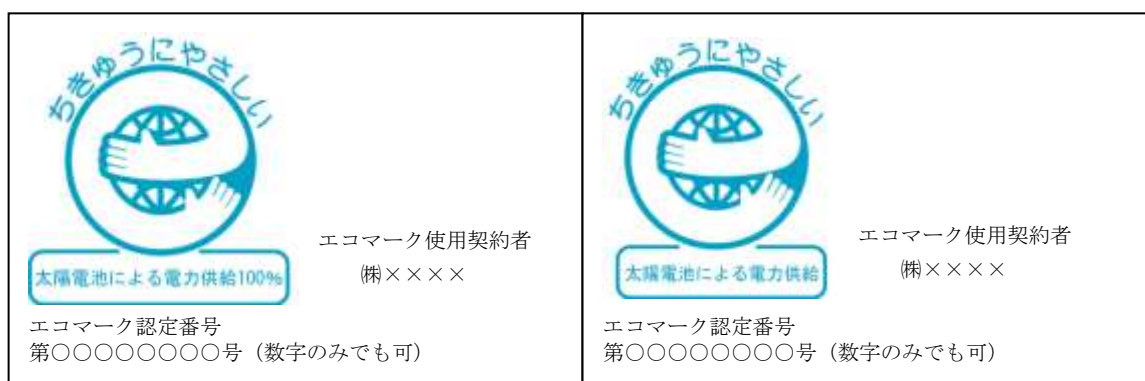 ちきゅうにやさしい
太陽電池による電力供給100%
エコマーク使用契約者
㈱××××
エコマーク認定番号
第○○○○○○○○号（数字のみでも可）
ちきゅうにやさしい
太陽電池による電力供給
エコマーク使用契約者
㈱××××
エコマーク認定番号
第○○○○○○○○号（数字のみでも可）